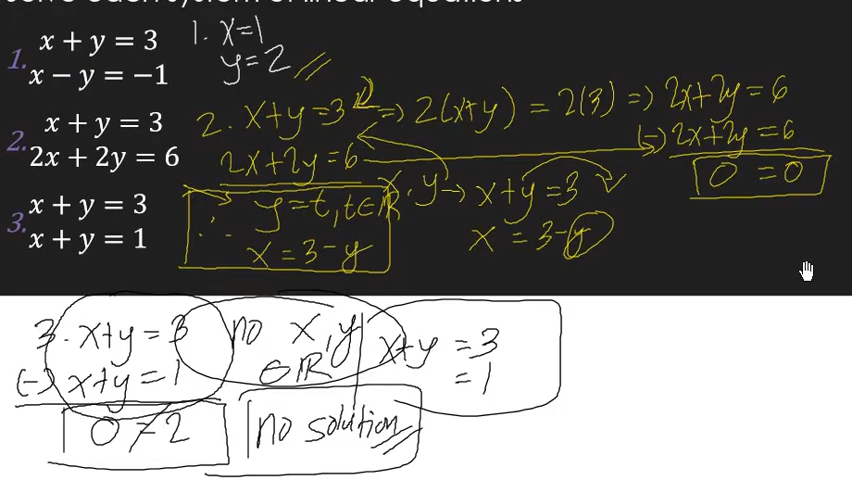 solve each system of linear equations
1. x + y = 3
x − y = −1
2. x + y = 3
2x + 2y = 6
3. x + y = 3
x + y = 1
1. x=1
y=2
2. x+y=3 => 2(x+y) = 2(3) => 2x+2y=6
2x+2y=6
(-) 2x+2y=6
0 = 0
x, y → x+y=3
x = 3-y
∴ y=t, t∈ℝ
x = 3-y
3. x+y=3
(-) x+y=1
0 ≠ 2
no x, y
∈ℝ
x+y = 3
= 1
no solution